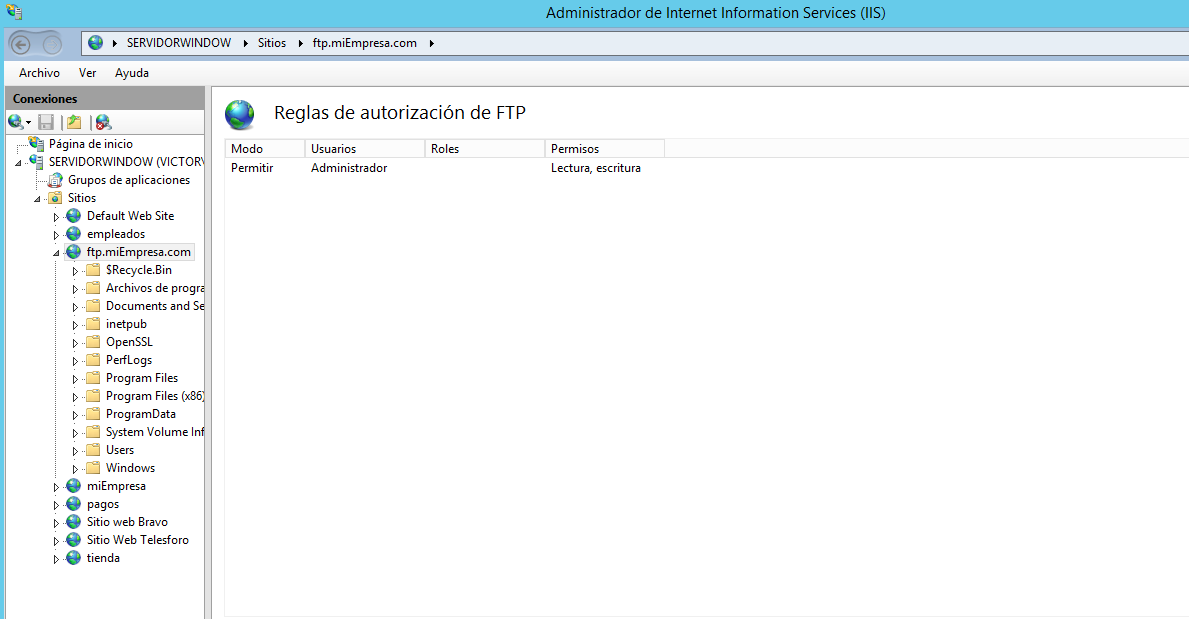 Administrador de Internet Information Services (IIS)
SERVIDORWINDOW Sitios ftp.miEmpresa.com
Archivo Ver Ayuda
Conexiones
Página de inicio
SERVIDORWINDOW (VICTORV
Grupos de aplicaciones
Sitios
Default Web Site
empleados
ftp.miEmpresa.com
$Recycle.Bin
Archivos de progra
Documents and Se
inetpub
OpenSSL
PerfLogs
Program Files
Program Files (x86)
ProgramData
System Volume Inf
Users
Windows
miEmpresa
pagos
Sitio web Bravo
Sitio Web Telesforo
tienda
Reglas de autorización de FTP
Modo Usuarios Roles Permisos
Permitir Administrador Lectura, escritura